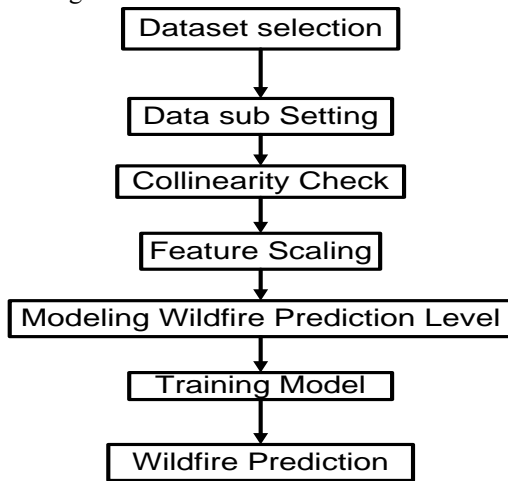 Dataset selection
Data sub Setting
Collinearity Check
Feature Scaling
Modeling Wildfire Prediction Level
Training Model
Wildfire Prediction